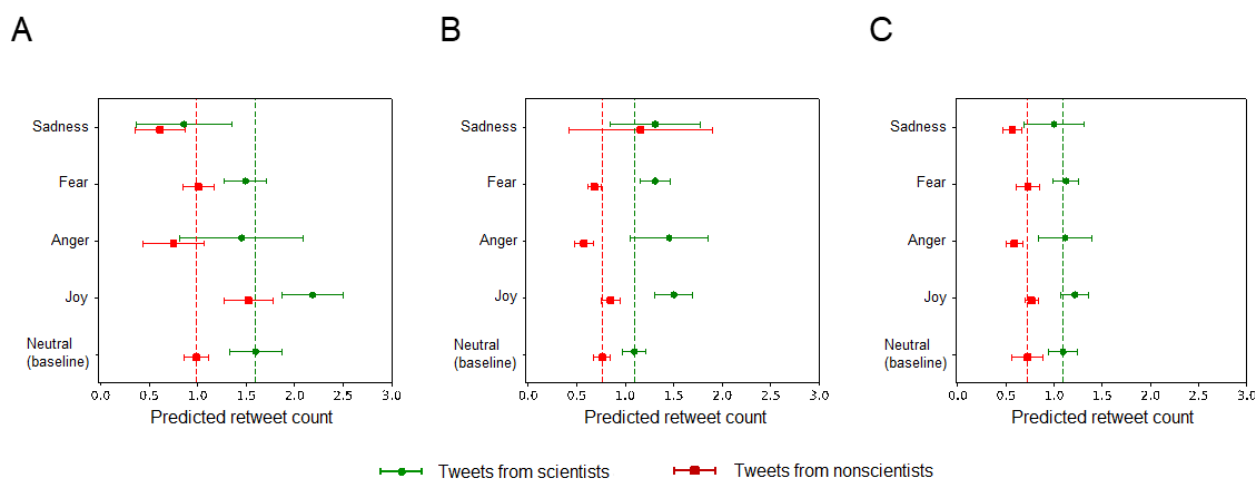 A
B
C
Sadness
Fear
Anger
Joy
Neutral
(baseline)
0.0 0.5 1.0 1.5 2.0 2.5 3.0
Predicted retweet count
Sadness
Fear
Anger
Joy
Neutral
(baseline)
0.0 0.5 1.0 1.5 2.0 2.5 3.0
Predicted retweet count
Sadness
Fear
Anger
Joy
Neutral
(baseline)
0.0 0.5 1.0 1.5 2.0 2.5 3.0
Predicted retweet count
Tweets from scientists
Tweets from nonscientists